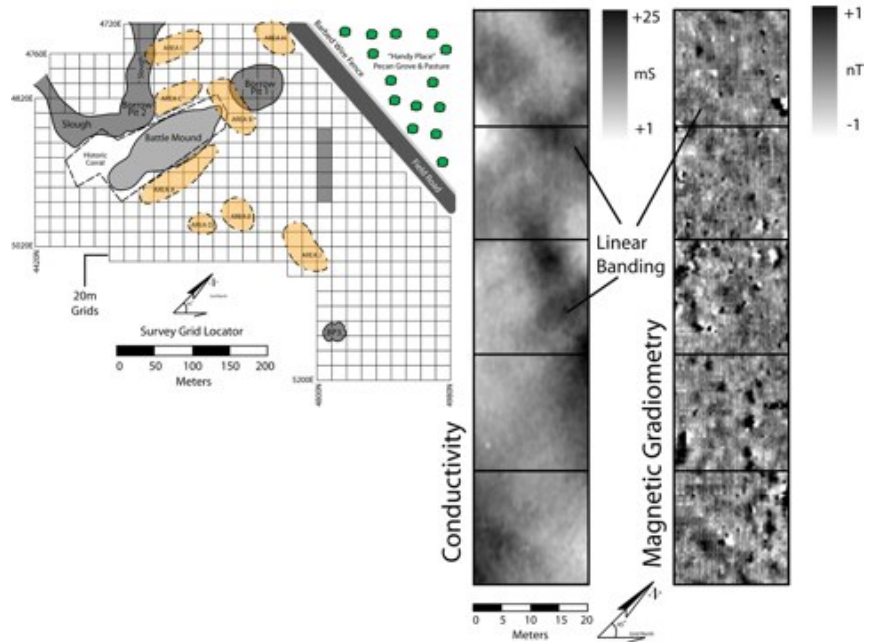 4720E
4760E
4820E
5020E
4420N
5200E
4800N
4980N
AREA I
AREA C
Slough
Borrow
Pit 2
Borrow
Pit 1
Battle Mound
Historic
Corral
Barbed Wire Fence
"Handy Place"
Pecan Grove & Pasture
Field Road
20m
Grids
Survey Grid Locator
0 50 100 150 200
Meters
Conductivity
+25
mS
+1
Linear
Banding
Magnetic Gradiometry
+1
nT
-1
0 5 10 15 20
Meters